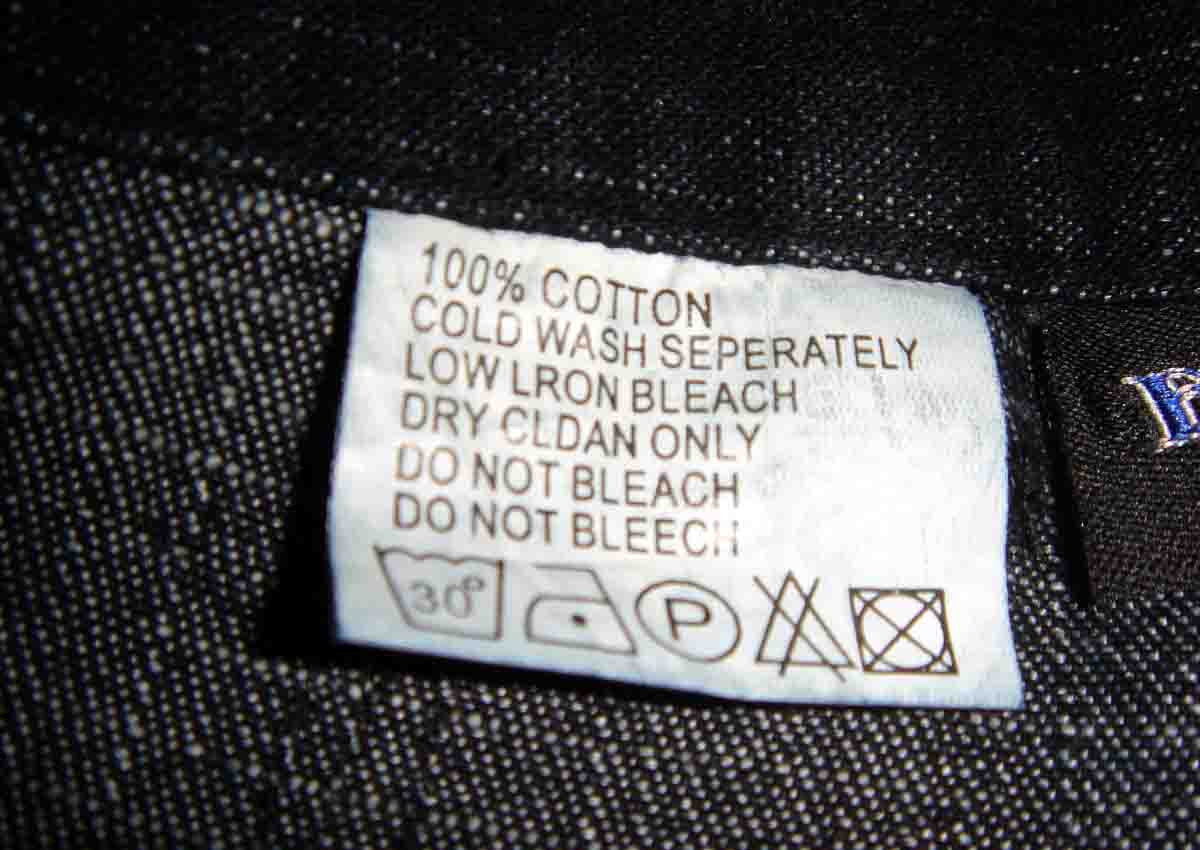 100% COTTON
COLD WASH SEPERATELY
LOW LRON BLEACH
DRY CLDAN ONLY
DO NOT BLEACH
DO NOT BLEECH
30°
P